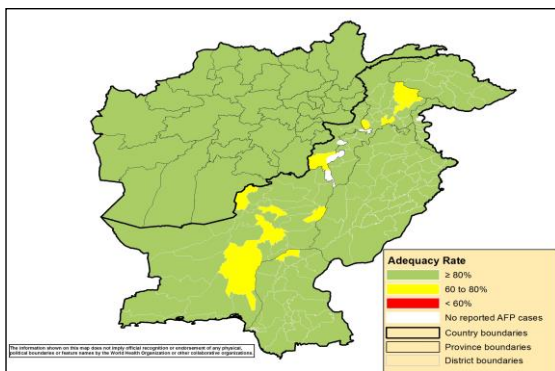 Adequacy Rate
≥ 80%
60 to 80%
< 60%
No reported AFP cases
Country boundaries
Province boundaries
District boundaries
The information shown on this map does not imply official recognition or endorsement of any physical,
political boundaries or feature names by the World Health Organization or other collaborative organizations.